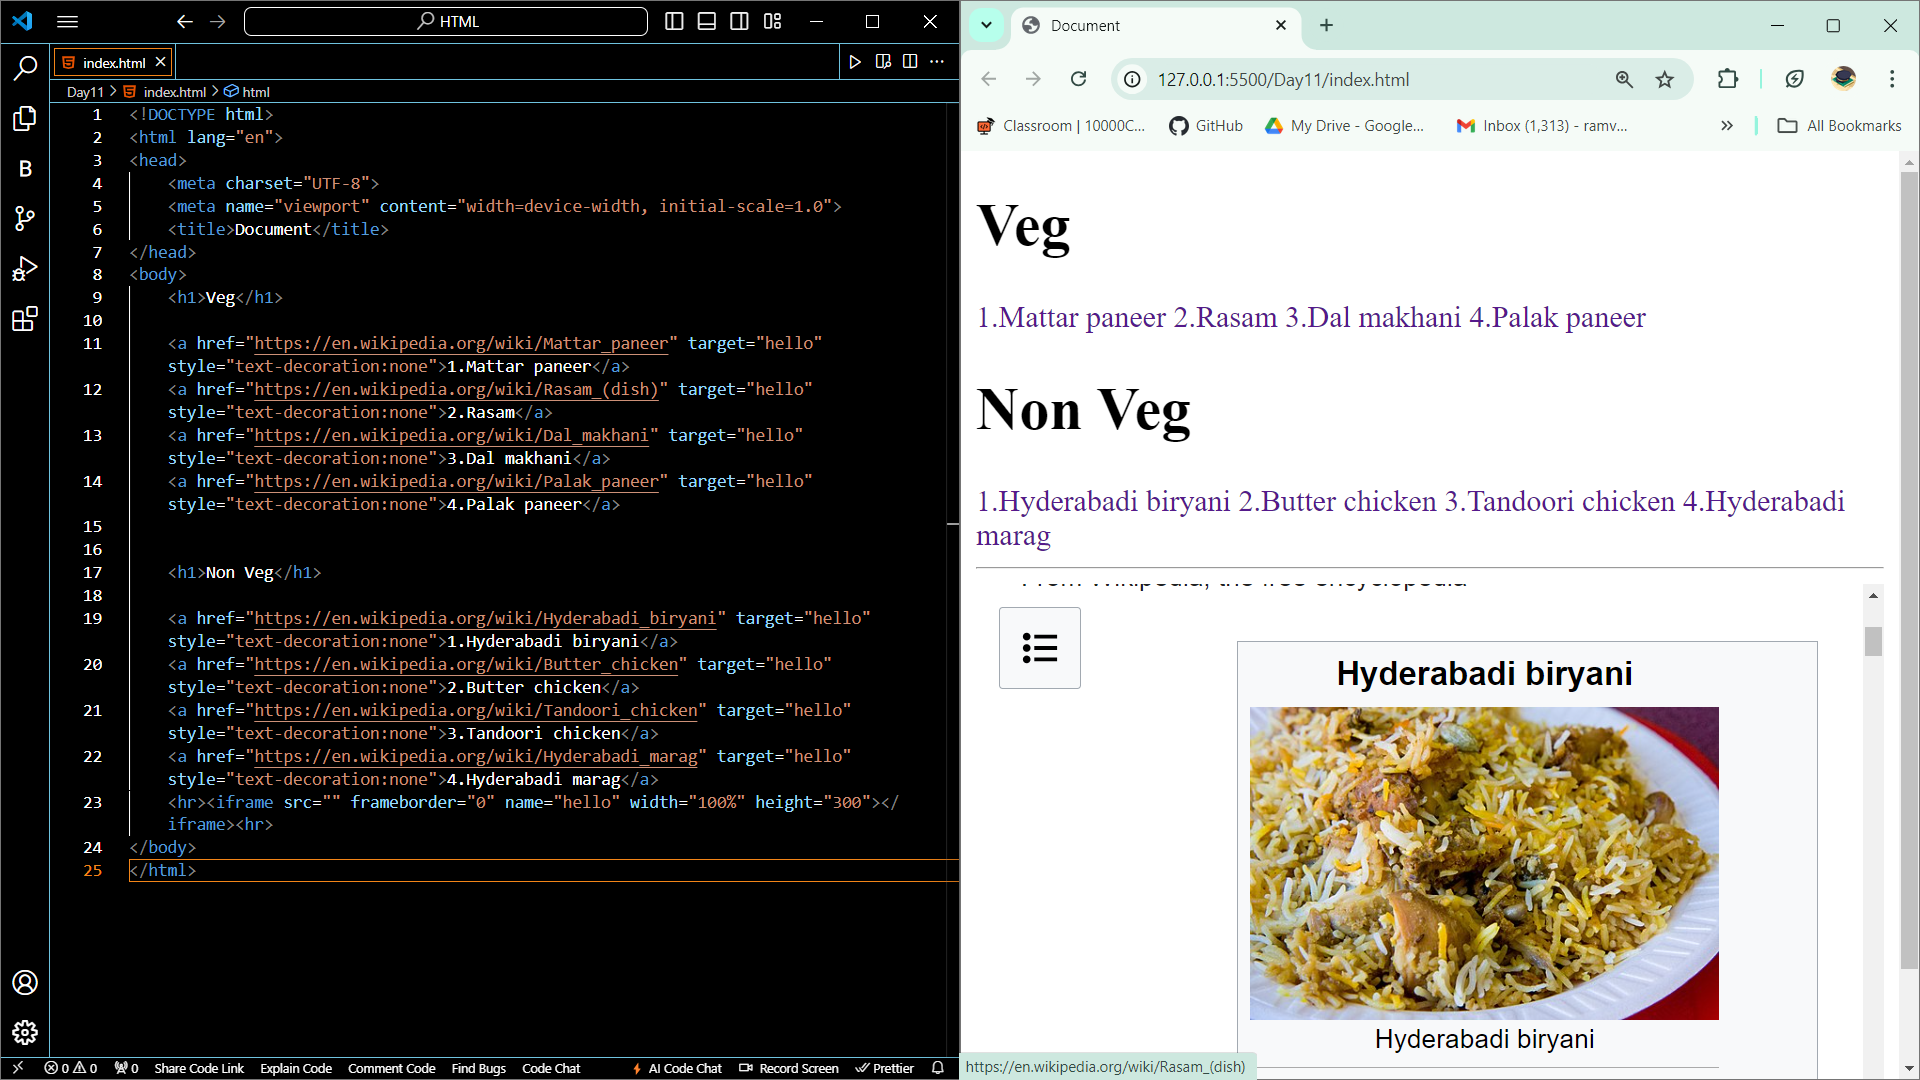 HTML
index.html
Day11 > index.html > html
1 <!DOCTYPE html>
2 <html lang="en">
3 <head>
4 <meta charset="UTF-8">
5 <meta name="viewport" content="width=device-width, initial-scale=1.0">
6 <title>Document</title>
7 </head>
8 <body>
9 <h1>Veg</h1>
10
11 <a href="https://en.wikipedia.org/wiki/Mattar_paneer" target="hello"
style="text-decoration:none">1.Mattar paneer</a>
12 <a href="https://en.wikipedia.org/wiki/Rasam_(dish)" target="hello"
style="text-decoration:none">2.Rasam</a>
13 <a href="https://en.wikipedia.org/wiki/Dal_makhani" target="hello"
style="text-decoration:none">3.Dal makhani</a>
14 <a href="https://en.wikipedia.org/wiki/Palak_paneer" target="hello"
style="text-decoration:none">4.Palak paneer</a>
15
16
17 <h1>Non Veg</h1>
18
19 <a href="https://en.wikipedia.org/wiki/Hyderabadi_biryani" target="hello"
style="text-decoration:none">1.Hyderabadi biryani</a>
20 <a href="https://en.wikipedia.org/wiki/Butter_chicken" target="hello"
style="text-decoration:none">2.Butter chicken</a>
21 <a href="https://en.wikipedia.org/wiki/Tandoori_chicken" target="hello"
style="text-decoration:none">3.Tandoori chicken</a>
22 <a href="https://en.wikipedia.org/wiki/Hyderabadi_marag" target="hello"
style="text-decoration:none">4.Hyderabadi marag</a>
23 <hr><iframe src="" frameborder="0" name="hello" width="100%" height="300"></
iframe><hr>
24 </body>
25 </html>
0 0 0 Share Code Link Explain Code Comment Code Find Bugs Code Chat AI Code Chat Record Screen Prettier
Document
127.0.0.1:5500/Day11/index.html
Classroom | 10000C... GitHub My Drive - Google... Inbox (1,313) - ramv... All Bookmarks
Veg
1.Mattar paneer 2.Rasam 3.Dal makhani 4.Palak paneer
Non Veg
1.Hyderabadi biryani 2.Butter chicken 3.Tandoori chicken 4.Hyderabadi
marag
From Wikipedia, the free encyclopedia
Hyderabadi biryani
Hyderabadi biryani
https://en.wikipedia.org/wiki/Rasam_(dish)